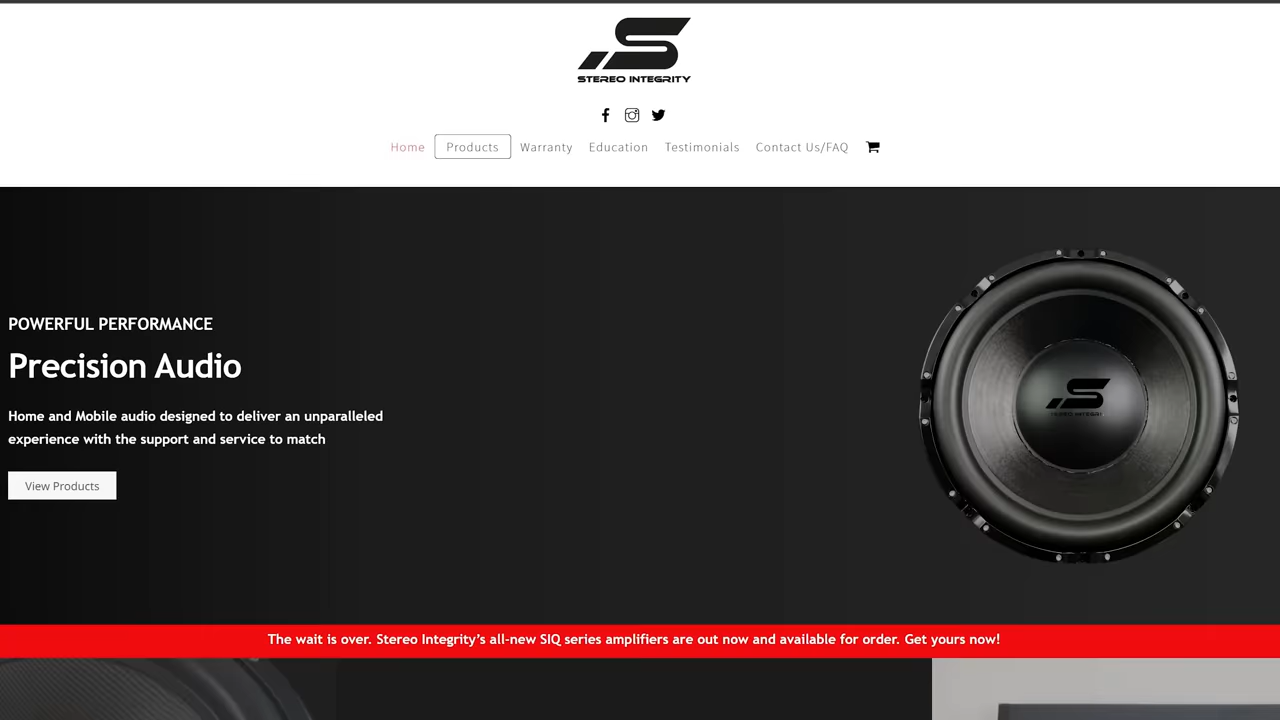 STEREO INTEGRITY
Home Products Warranty Education Testimonials Contact Us/FAQ
POWERFUL PERFORMANCE
Precision Audio
Home and Mobile audio designed to deliver an unparalleled
experience with the support and service to match
STEREO INTEGRITY
View Products
The wait is over. Stereo Integrity’s all-new SIQ series amplifiers are out now and available for order. Get yours now!